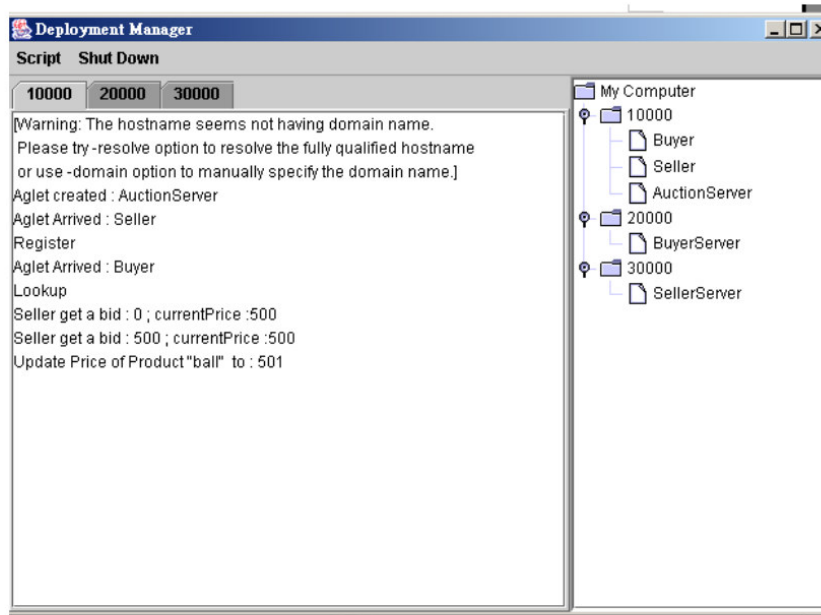 Deployment Manager
Script Shut Down
10000 20000 30000
[Warning: The hostname seems not having domain name.
Please try -resolve option to resolve the fully qualified hostname
or use -domain option to manually specify the domain name.]
Aglet created : AuctionServer
Aglet Arrived : Seller
Register
Aglet Arrived : Buyer
Lookup
Seller get a bid : 0 ; currentPrice :500
Seller get a bid : 500 ; currentPrice :500
Update Price of Product "ball" to : 501
My Computer
10000
Buyer
Seller
AuctionServer
20000
BuyerServer
30000
SellerServer